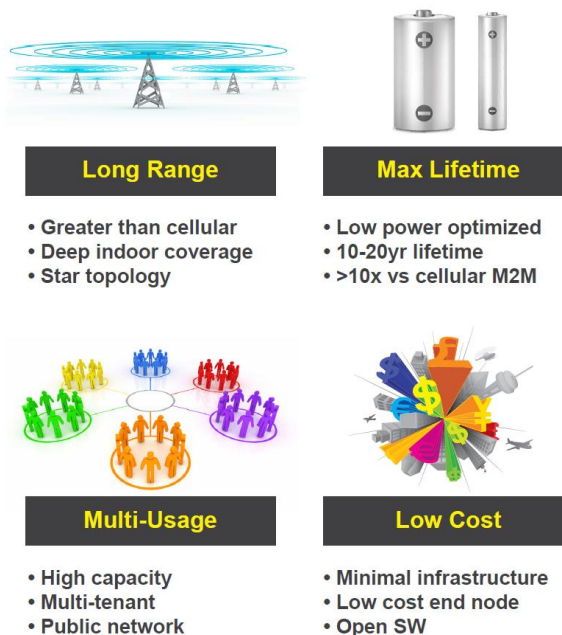 Long Range
• Greater than cellular
• Deep indoor coverage
• Star topology
Max Lifetime
• Low power optimized
• 10-20yr lifetime
• >10x vs cellular M2M
Multi-Usage
• High capacity
• Multi-tenant
• Public network
Low Cost
• Minimal infrastructure
• Low cost end node
• Open SW